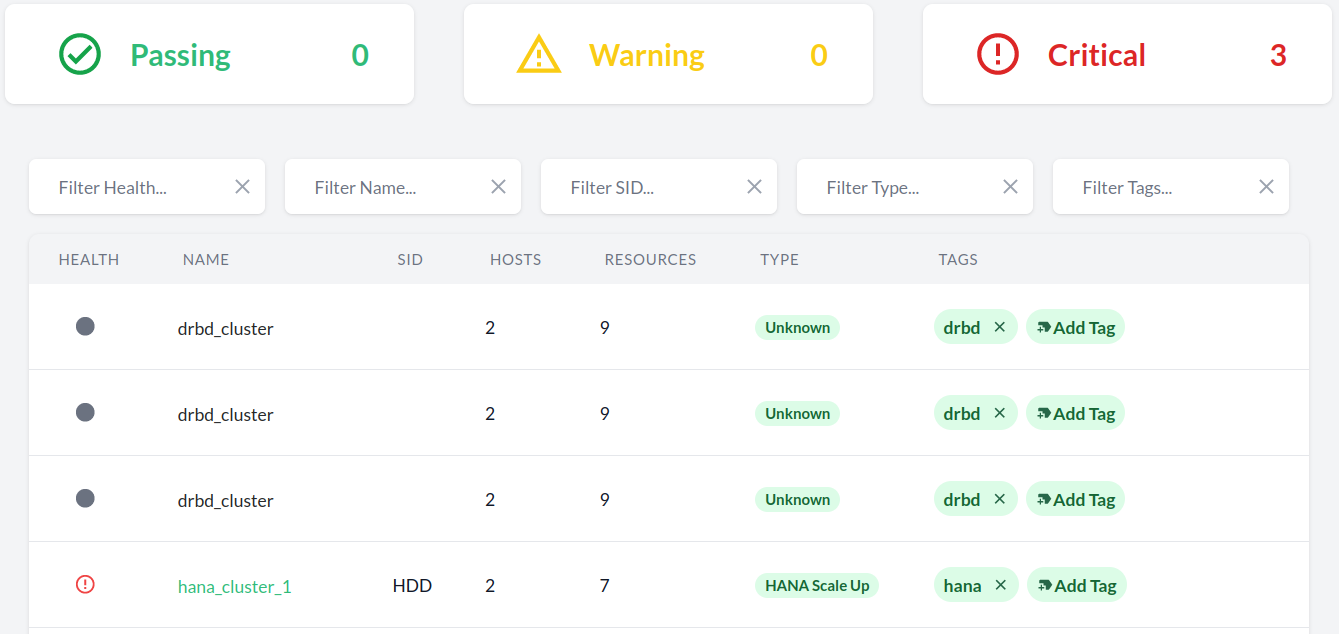 Passing 0 Warning 0 Critical 3
Filter Health... Filter Name... Filter SID... Filter Type... Filter Tags...
HEALTH NAME SID HOSTS RESOURCES TYPE TAGS
drbd_cluster 2 9 Unknown drbd Add Tag
drbd_cluster 2 9 Unknown drbd Add Tag
drbd_cluster 2 9 Unknown drbd Add Tag
hana_cluster_1 HDD 2 7 HANA Scale Up hana Add Tag